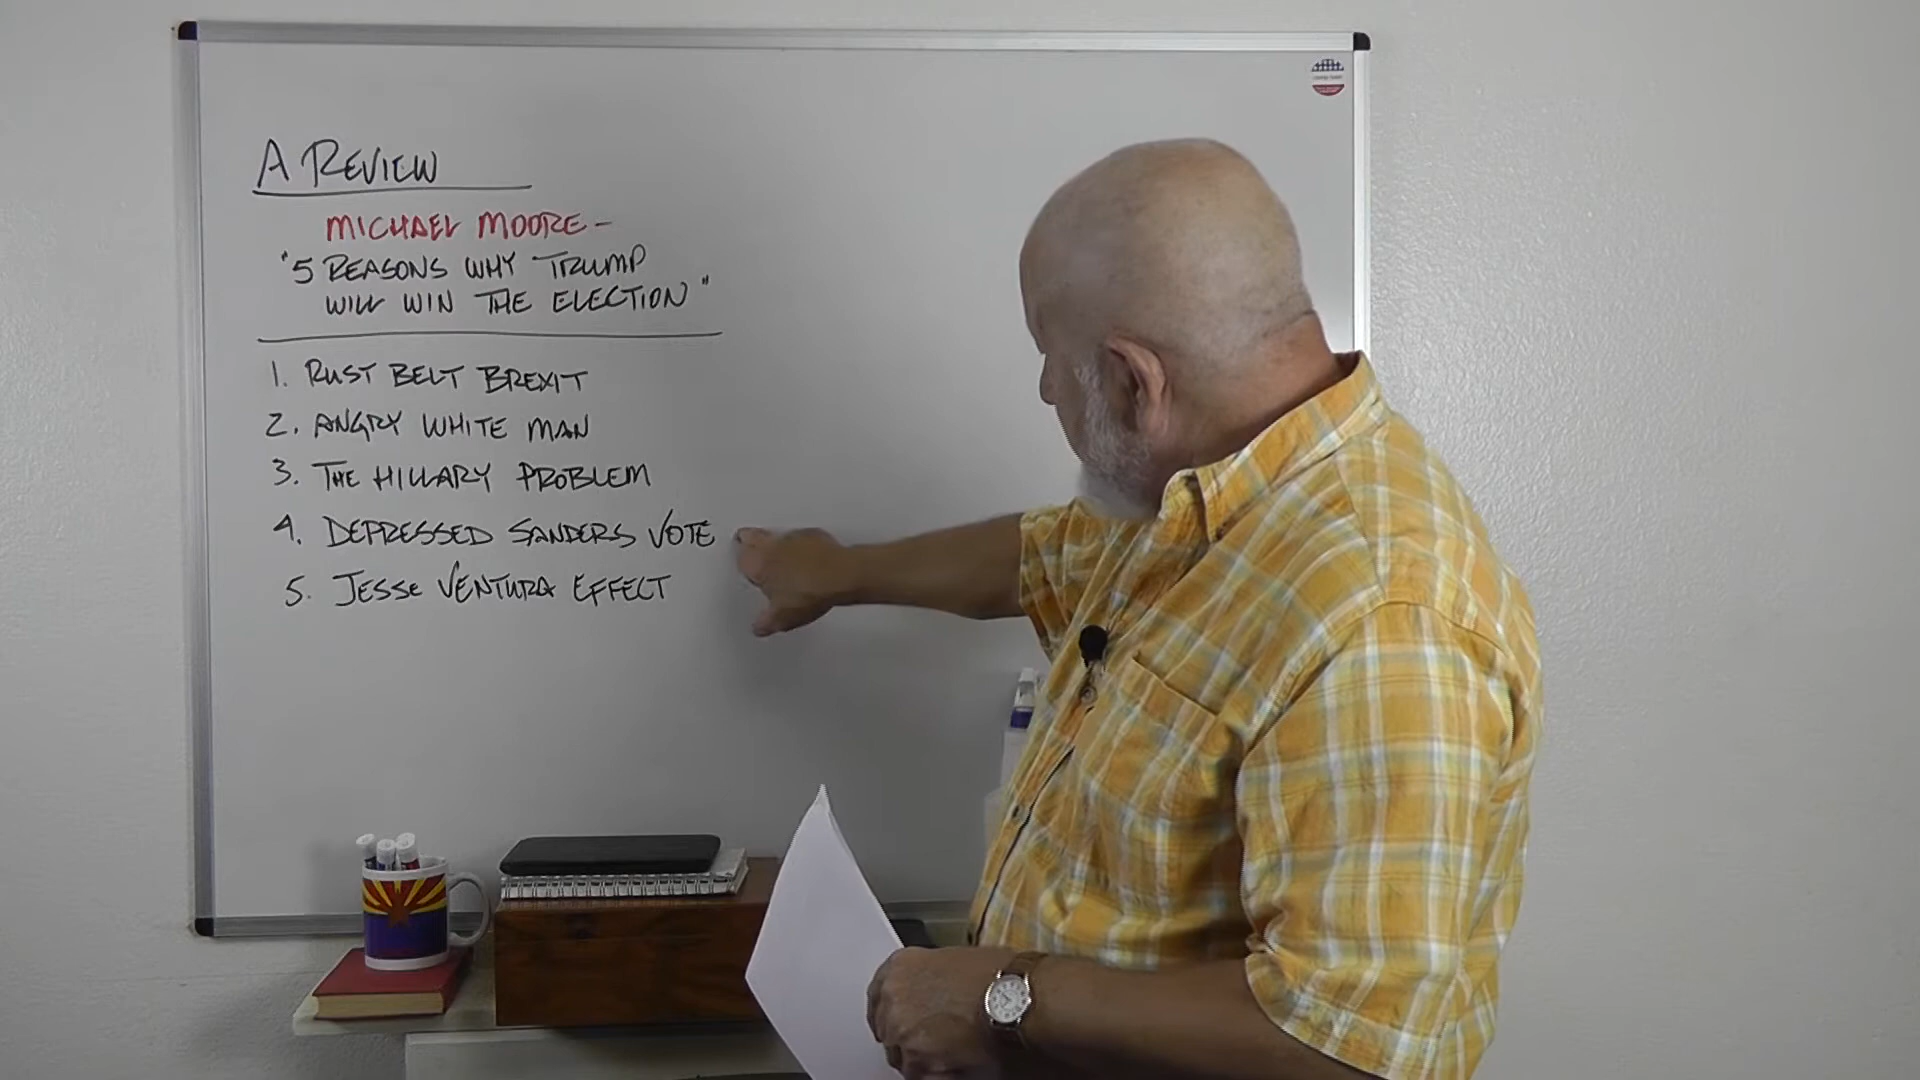 A REVIEW
MICHAEL MOORE-
"5 REASONS WHY TRUMP
WILL WIN THE ELECTION"
1. RUST BELT BREXIT
2. ANGRY WHITE MAN
3. THE HILLARY PROBLEM
4. DEPRESSED SANDERS VOTE
5. JESSE VENTURA EFFECT